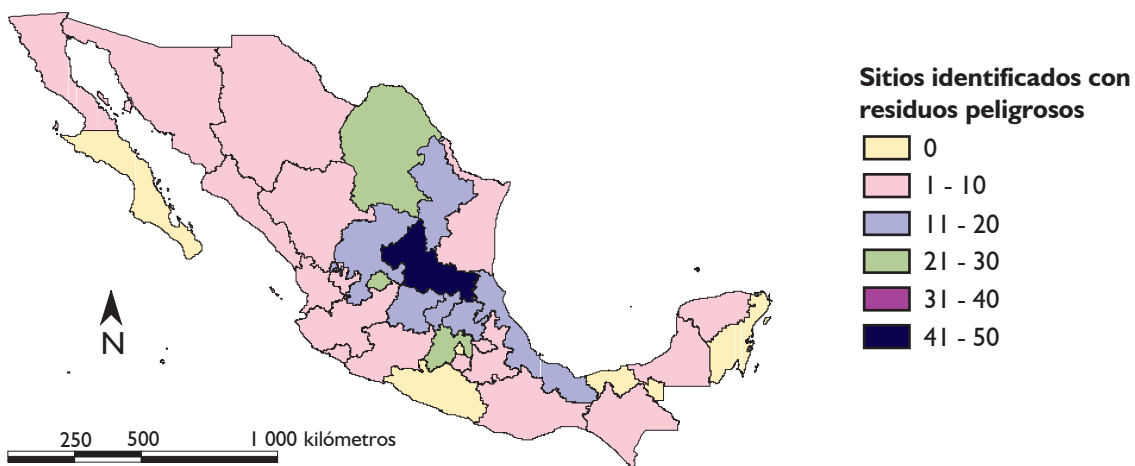 Sitios identificados con
residuos peligrosos
0
1 - 10
11 - 20
21 - 30
31 - 40
41 - 50
N
250 500 1 000 kilómetros